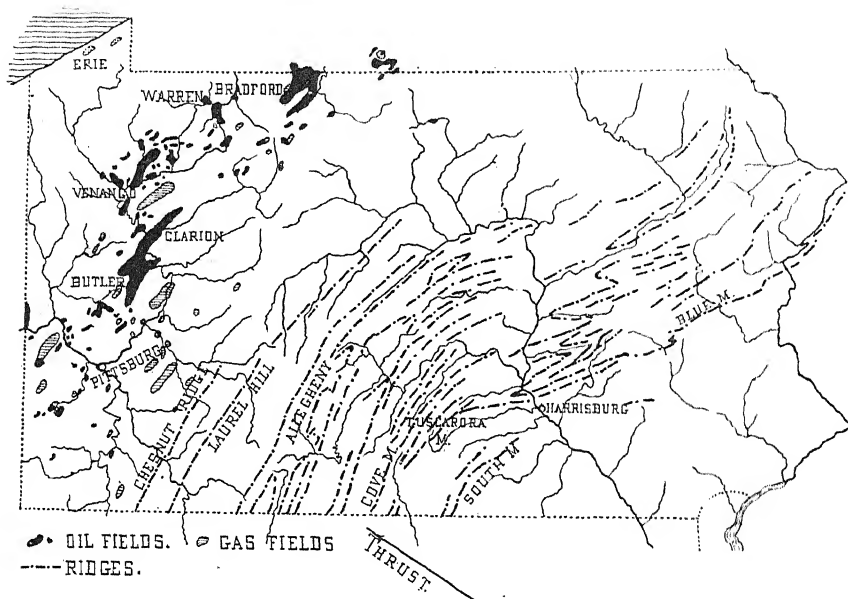 ERIE
WARREN
BRADFORD
VENANGO
CLARION
BUTLER
PITTSBURG
CHESNUT RIDGE
LAUREL HILL
ALLEGHENY M.
COVE M.
TUSCARORA
M.
SOUTH M
HARRISBURG
BLUE M.
OIL FIELDS.
GAS FIELDS
RIDGES.
THRUST.